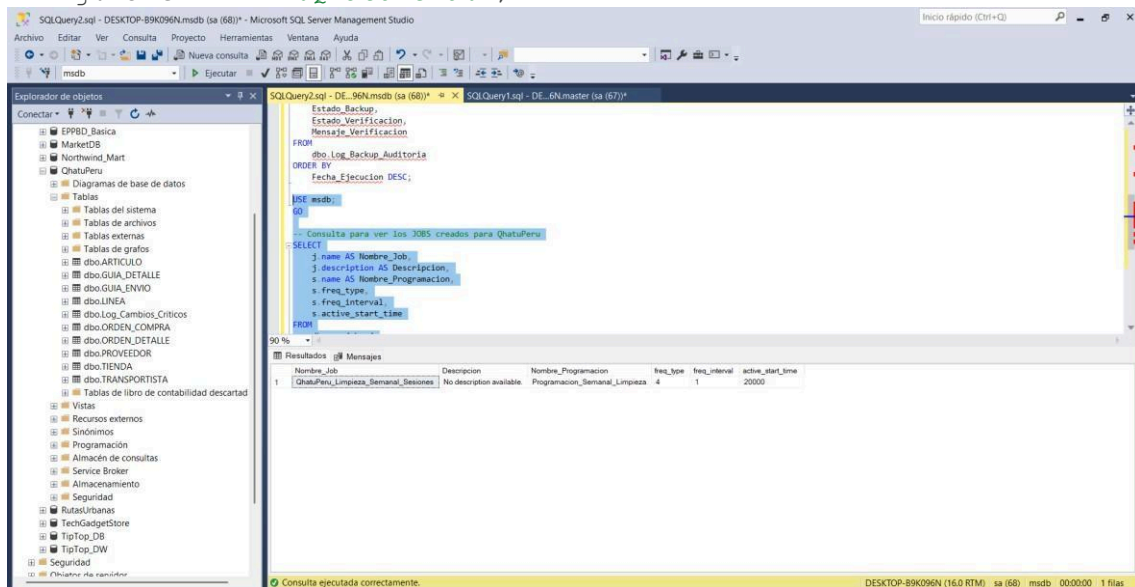 SQLQuery2.sql - DESKTOP-B9K096N.msdb (sa (68))* - Microsoft SQL Server Management Studio
Inicio rápido (Ctrl+Q)
Archivo Editar Ver Consulta Proyecto Herramientas Ventana Ayuda
Nueva consulta
msdb
Ejecutar
Explorador de objetos
Conectar
EPPBD_Basica
MarketDB
Northwind_Mart
QhatuPeru
Diagramas de base de datos
Tablas
Tablas del sistema
Tablas de archivos
Tablas externas
Tablas de grafos
dbo.ARTICULO
dbo.GUIA_DETALLE
dbo.GUIA_ENVIO
dbo.LINEA
dbo.Log_Cambios_Criticos
dbo.ORDEN_COMPRA
dbo.ORDEN_DETALLE
dbo.PROVEEDOR
dbo.TIENDA
dbo.TRANSPORTISTA
Tablas de libro de contabilidad descartad
Vistas
Recursos externos
Sinónimos
Programación
Almacén de consultas
Service Broker
Almacenamiento
Seguridad
RutasUrbanas
TechGadgetStore
TipTop_DB
TipTop_DW
Seguridad
Objetos de servidor
SQLQuery2.sql - DE...96N.msdb (sa (68))*
SQLQuery1.sql - DE...6N.master (sa (67))*
Estado_Backup,
Estado_Verificacion,
Mensaje_Verificacion
FROM
dbo.Log_Backup_Auditoria
ORDER BY
Fecha_Ejecucion DESC;
USE msdb;
GO
-- Consulta para ver los JOBS creados para QhatuPeru
SELECT
j.name AS Nombre_Job,
j.description AS Descripcion,
s.name AS Nombre_Programacion,
s.freq_type,
s.freq_interval,
s.active_start_time
FROM
90 %
Resultados Mensajes
Nombre_Job Descripcion Nombre_Programacion freq_type freq_interval active_start_time
1 QhatuPeru_Limpieza_Semanal_Sesiones No description available. Programacion_Semanal_Limpieza 4 1 20000
Consulta ejecutada correctamente.
DESKTOP-B9K096N (16.0 RTM) sa (68) msdb 00:00:00 1 filas